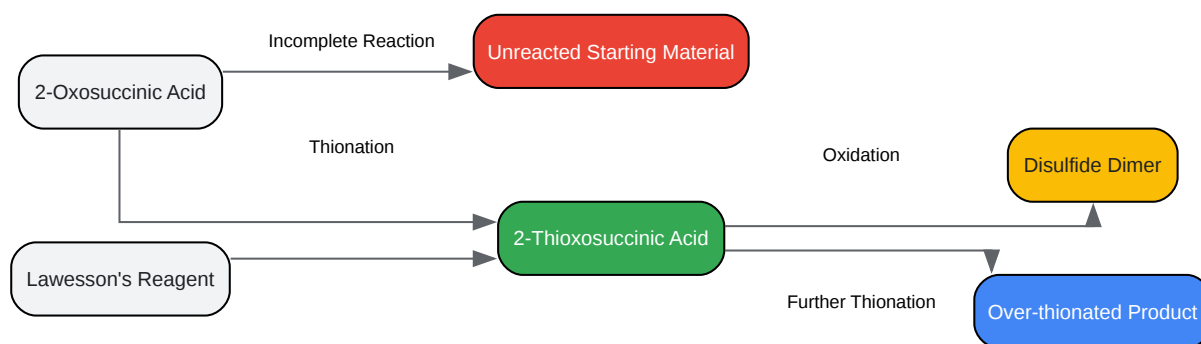 Incomplete Reaction
Unreacted Starting Material
2-Oxosuccinic Acid
Thionation
Oxidation
Disulfide Dimer
2-Thioxosuccinic Acid
Lawesson's Reagent
Further Thionation
Over-thionated Product